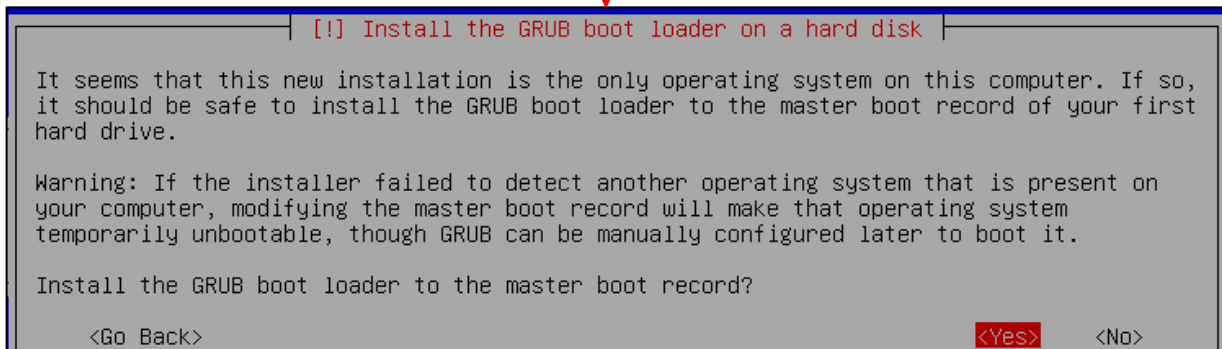 [!] Install the GRUB boot loader on a hard disk
It seems that this new installation is the only operating system on this computer. If so,
it should be safe to install the GRUB boot loader to the master boot record of your first
hard drive.
Warning: If the installer failed to detect another operating system that is present on
your computer, modifying the master boot record will make that operating system
temporarily unbootable, though GRUB can be manually configured later to boot it.
Install the GRUB boot loader to the master boot record?
<Go Back> <Yes> <No>